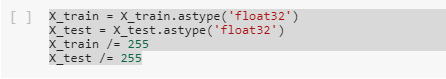 [ ] X_train = X_train.astype('float32')
X_test = X_test.astype('float32')
X_train /= 255
X_test /= 255